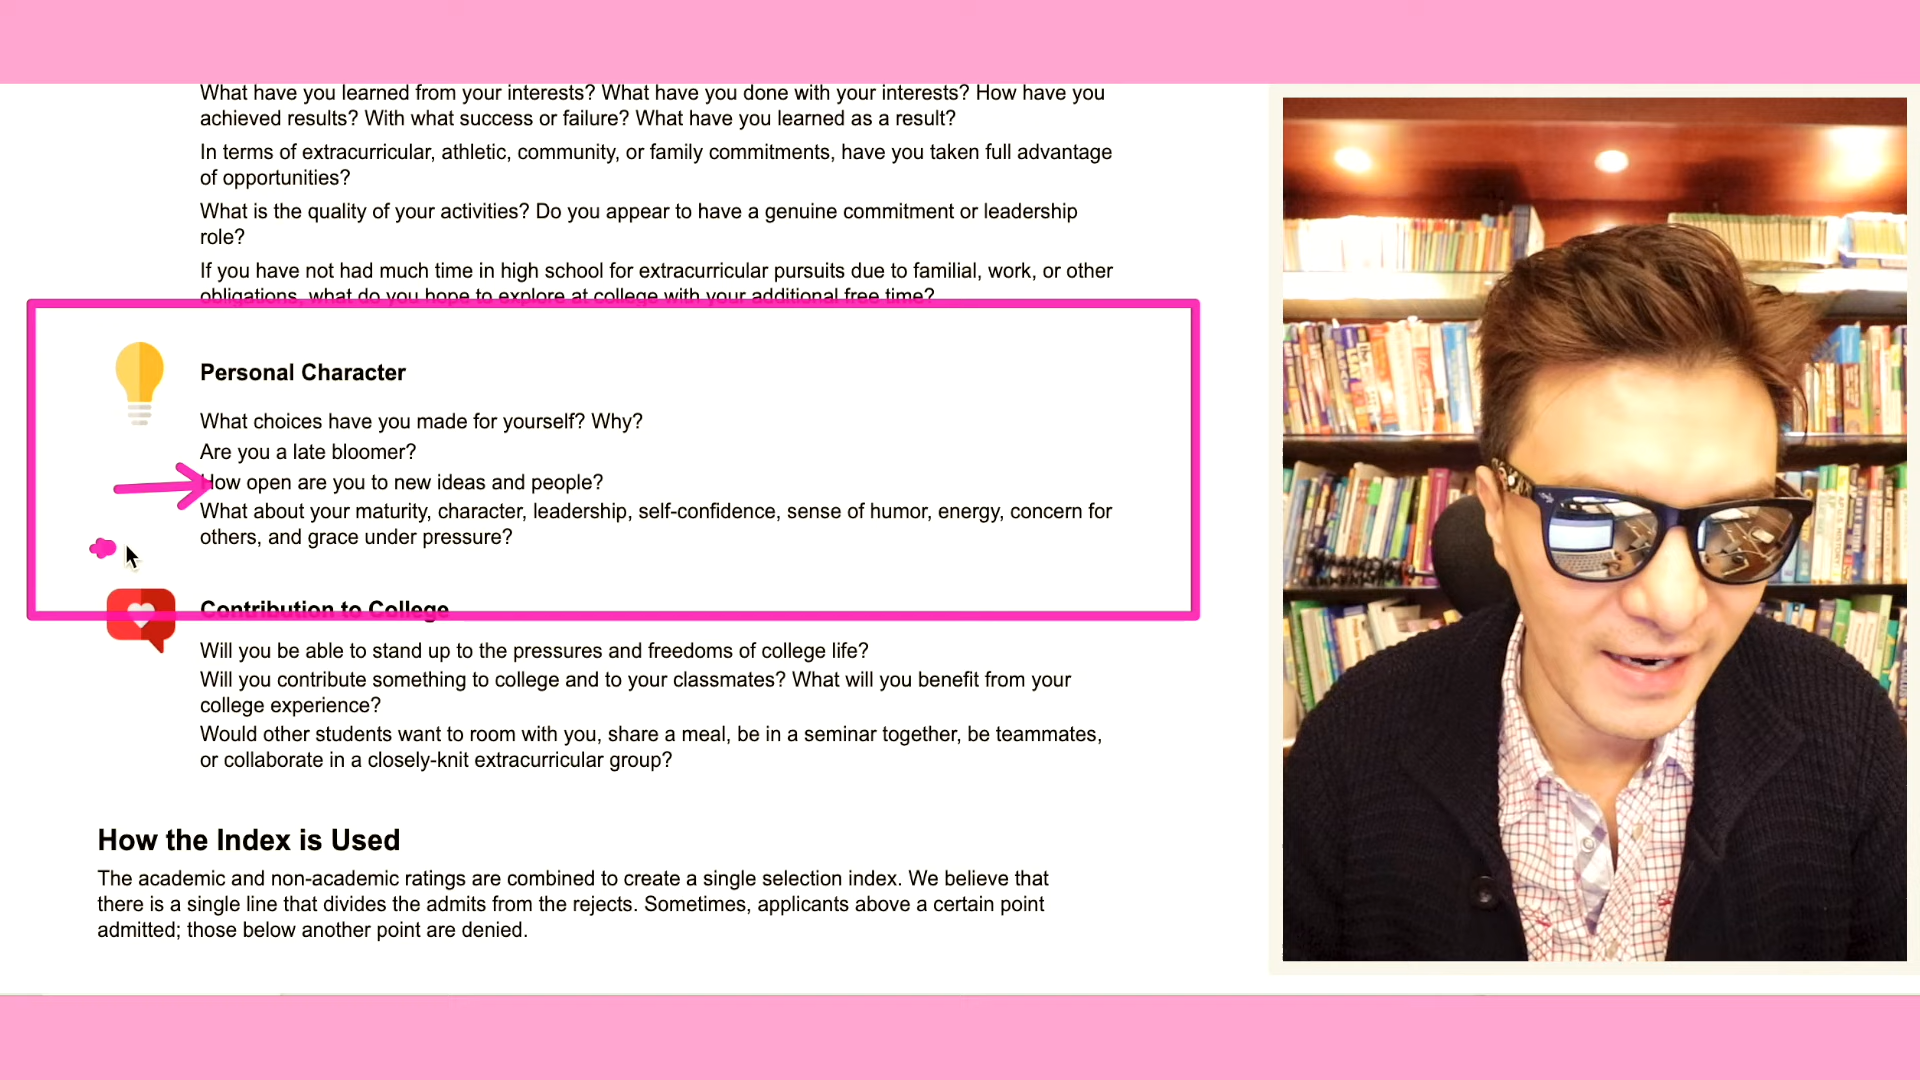 What have you learned from your interests? What have you done with your interests? How have you
achieved results? With what success or failure? What have you learned as a result?
In terms of extracurricular, athletic, community, or family commitments, have you taken full advantage
of opportunities?
What is the quality of your activities? Do you appear to have a genuine commitment or leadership
role?
If you have not had much time in high school for extracurricular pursuits due to familial, work, or other
obligations, what do you hope to explore at college with your additional free time?
Personal Character
What choices have you made for yourself? Why?
Are you a late bloomer?
How open are you to new ideas and people?
What about your maturity, character, leadership, self-confidence, sense of humor, energy, concern for
others, and grace under pressure?
Contribution to College
Will you be able to stand up to the pressures and freedoms of college life?
Will you contribute something to college and to your classmates? What will you benefit from your
college experience?
Would other students want to room with you, share a meal, be in a seminar together, be teammates,
or collaborate in a closely-knit extracurricular group?
How the Index is Used
The academic and non-academic ratings are combined to create a single selection index. We believe that
there is a single line that divides the admits from the rejects. Sometimes, applicants above a certain point
admitted; those below another point are denied.